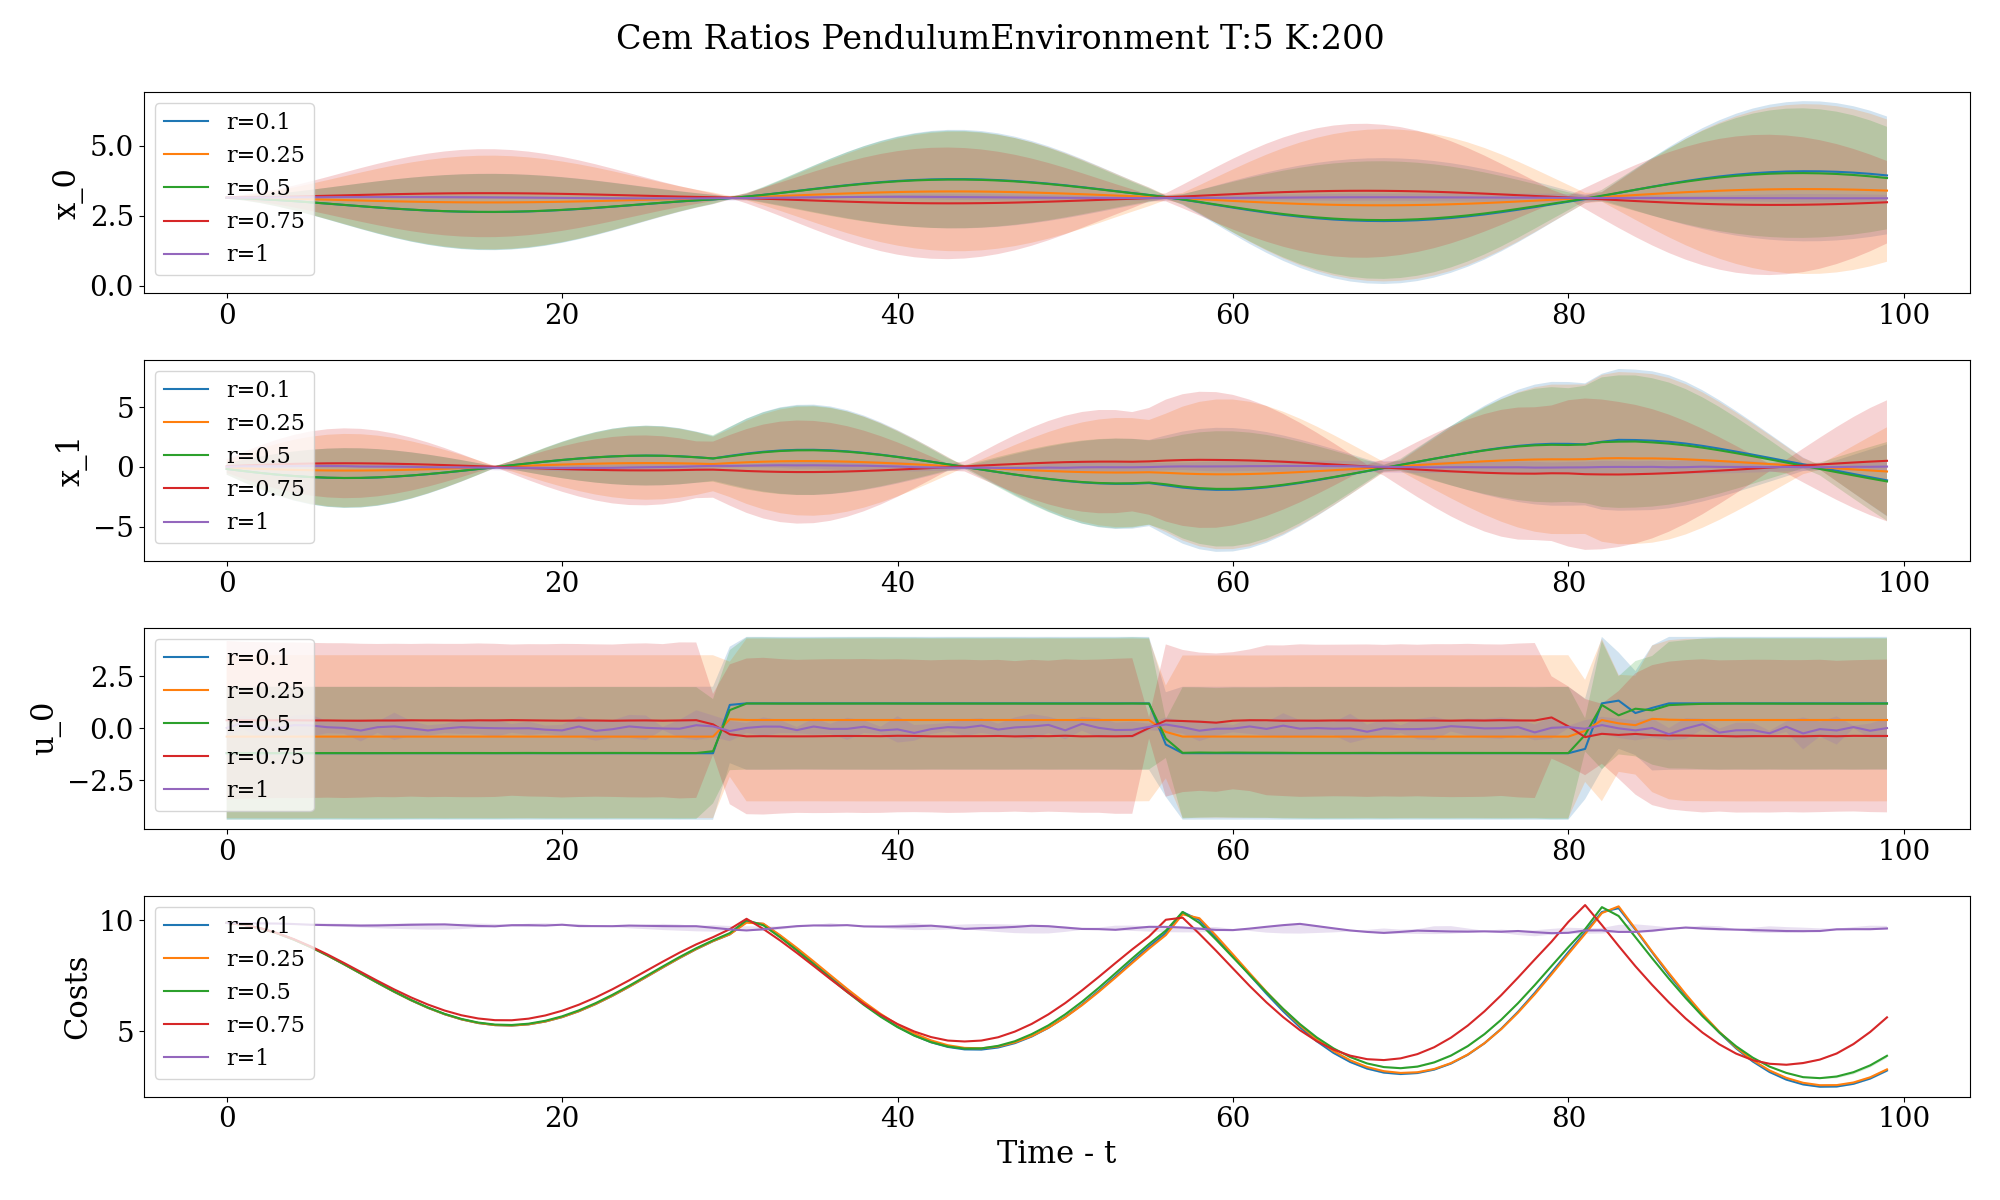 Cem Ratios PendulumEnvironment T:5 K:200
x_0
5.0
2.5
0.0
r=0.1
r=0.25
r=0.5
r=0.75
r=1
0 20 40 60 80 100
x_1
5
0
−5
r=0.1
r=0.25
r=0.5
r=0.75
r=1
0 20 40 60 80 100
u_0
2.5
0.0
−2.5
r=0.1
r=0.25
r=0.5
r=0.75
r=1
0 20 40 60 80 100
Costs
10
5
r=0.1
r=0.25
r=0.5
r=0.75
r=1
0 20 40 60 80 100
Time - t